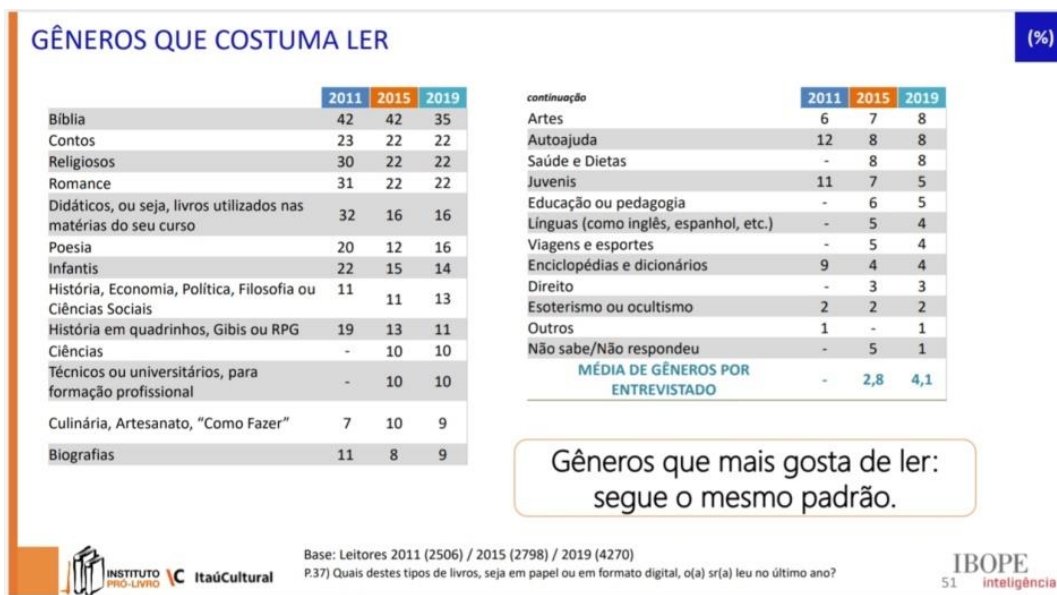 GÊNEROS QUE COSTUMA LER
(%)
2011 2015 2019
Bíblia 42 42 35
Contos 23 22 22
Religiosos 30 22 22
Romance 31 22 22
Didáticos, ou seja, livros utilizados nas
matérias do seu curso 32 16 16
Poesia 20 12 16
Infantis 22 15 14
História, Economia, Política, Filosofia ou
Ciências Sociais 11 11 13
História em quadrinhos, Gibis ou RPG 19 13 11
Ciências - 10 10
Técnicos ou universitários, para
formação profissional - 10 10
Culinária, Artesanato, “Como Fazer” 7 10 9
Biografias 11 8 9
continuação 2011 2015 2019
Artes 6 7 8
Autoajuda 12 8 8
Saúde e Dietas - 8 8
Juvenis 11 7 5
Educação ou pedagogia - 6 5
Línguas (como inglês, espanhol, etc.) - 5 4
Viagens e esportes - 5 4
Enciclopédias e dicionários 9 4 4
Direito - 3 3
Esoterismo ou ocultismo 2 2 2
Outros 1 - 1
Não sabe/Não respondeu - 5 1
MÉDIA DE GÊNEROS POR
ENTREVISTADO - 2,8 4,1
Gêneros que mais gosta de ler:
segue o mesmo padrão.
INSTITUTO
PRÓ-LIVRO
ItaúCultural
Base: Leitores 2011 (2506) / 2015 (2798) / 2019 (4270)
P.37) Quais destes tipos de livros, seja em papel ou em formato digital, o(a) sr(a) leu no último ano?
51
IBOPE
inteligência